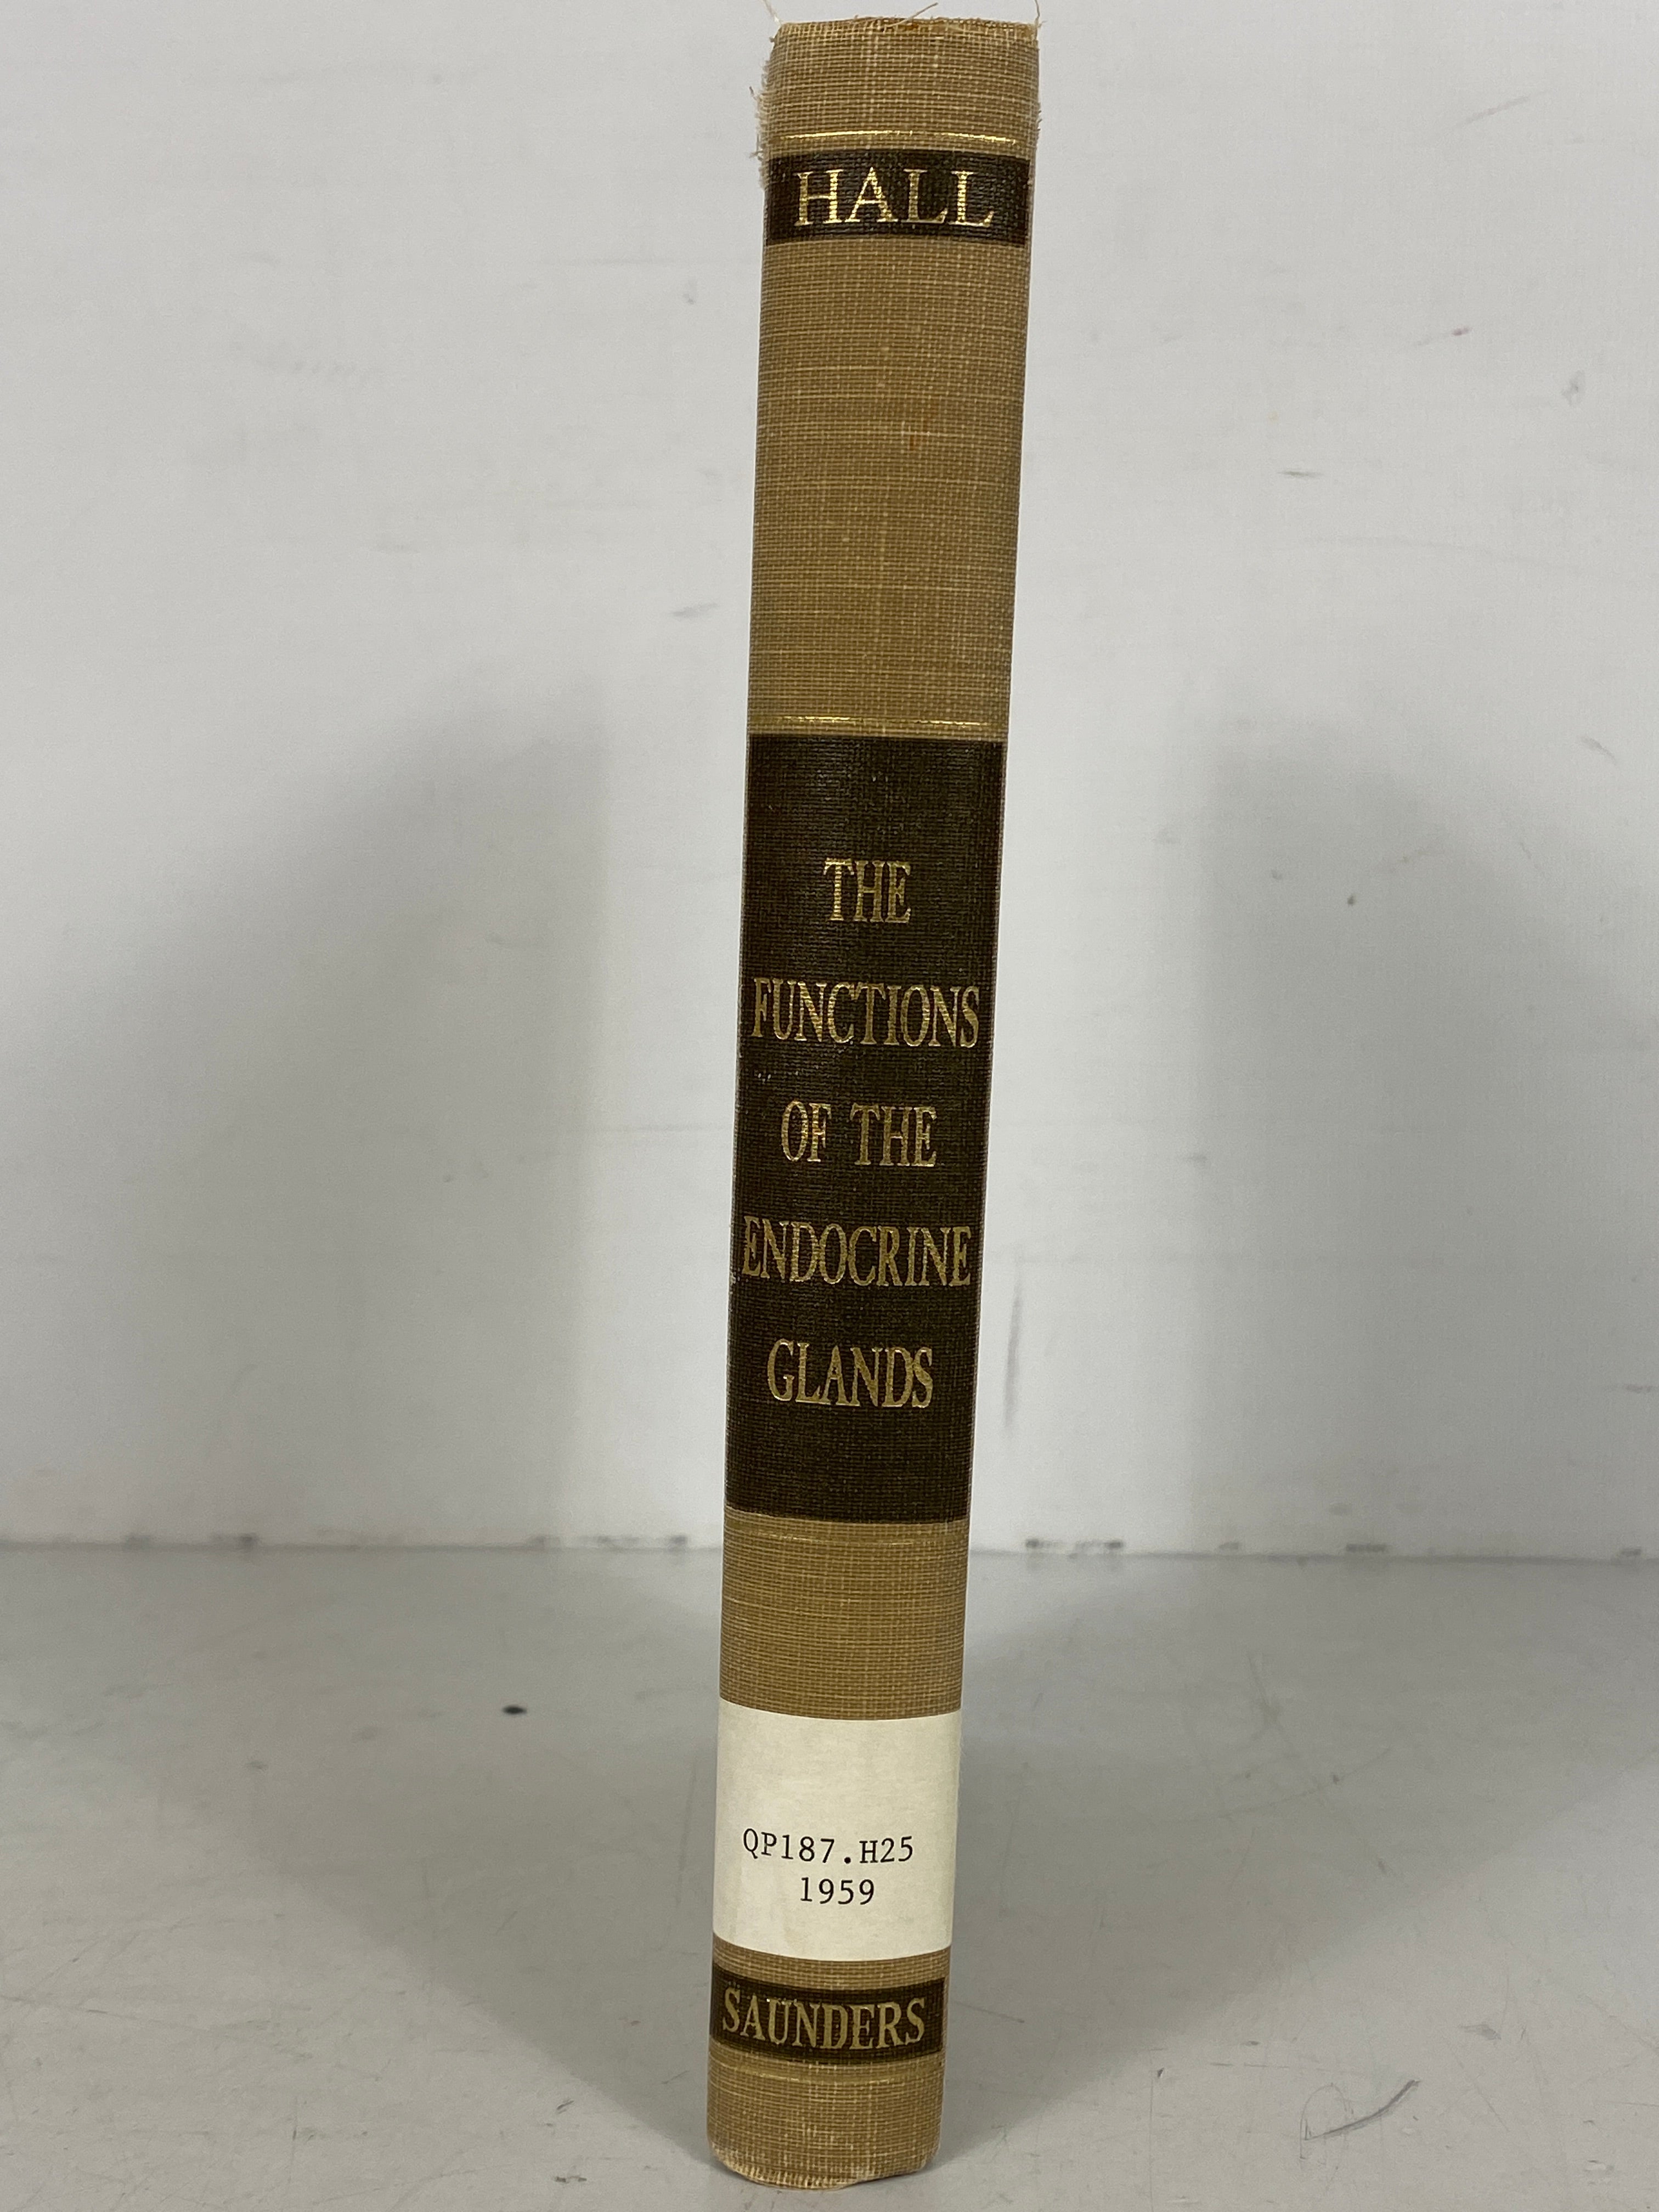 HALL
THE
FUNCTIONS
OF THE
ENDOCRINE
GLANDS
QP187.H25
1959
SAUNDERS